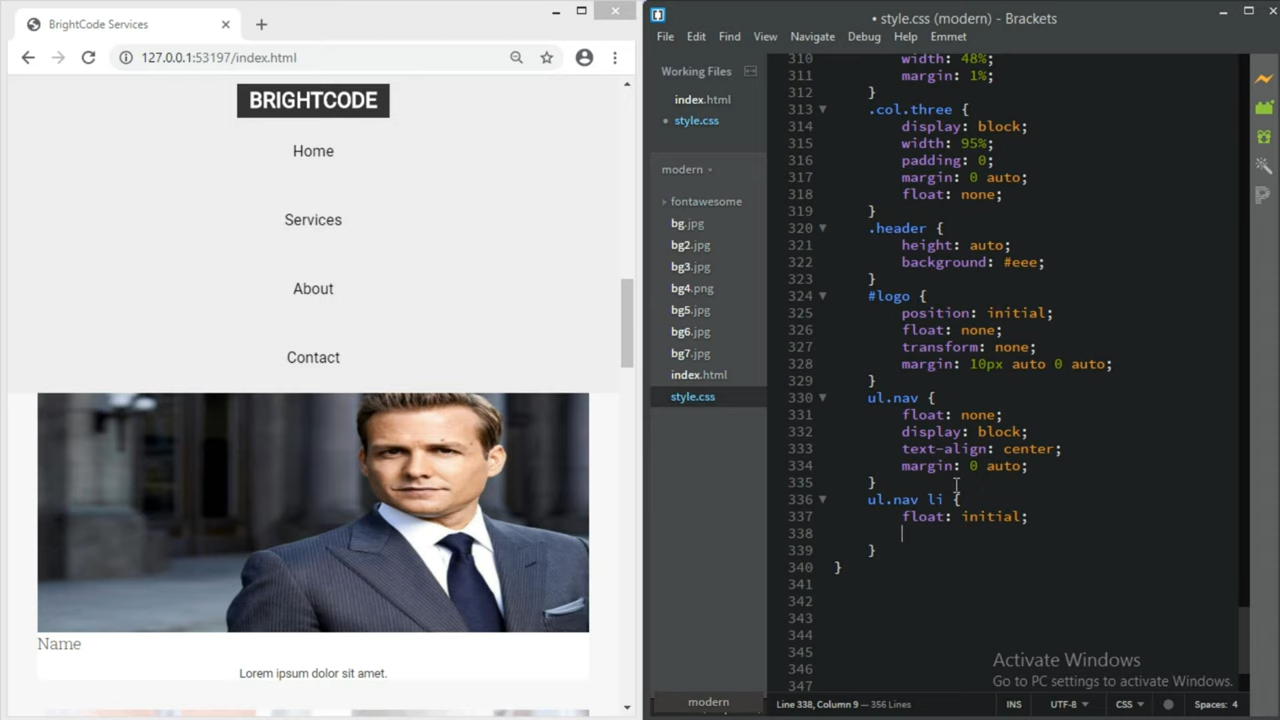 BrightCode Services
127.0.0.1:53197/index.html
BRIGHTCODE
Home
Services
About
Contact
Name
Lorem ipsum dolor sit amet.
• style.css (modern) - Brackets
File Edit Find View Navigate Debug Help Emmet
Working Files
index.html
style.css
modern
fontawesome
bg.jpg
bg2.jpg
bg3.jpg
bg4.png
bg5.jpg
bg6.jpg
bg7.jpg
index.html
style.css
modern
310 width: 48%;
311 margin: 1%;
312 }
313 .col.three {
314 display: block;
315 width: 95%;
316 padding: 0;
317 margin: 0 auto;
318 float: none;
319 }
320 .header {
321 height: auto;
322 background: #eee;
323 }
324 #logo {
325 position: initial;
326 float: none;
327 transform: none;
328 margin: 10px auto 0 auto;
329 }
330 ul.nav {
331 float: none;
332 display: block;
333 text-align: center;
334 margin: 0 auto;
335 }
336 ul.nav li {
337 float: initial;
338
339 }
340 }
341
342
343
344
345
346
347
Activate Windows
Go to PC settings to activate Windows.
Line 338, Column 9 — 356 Lines
INS UTF-8 CSS Spaces: 4